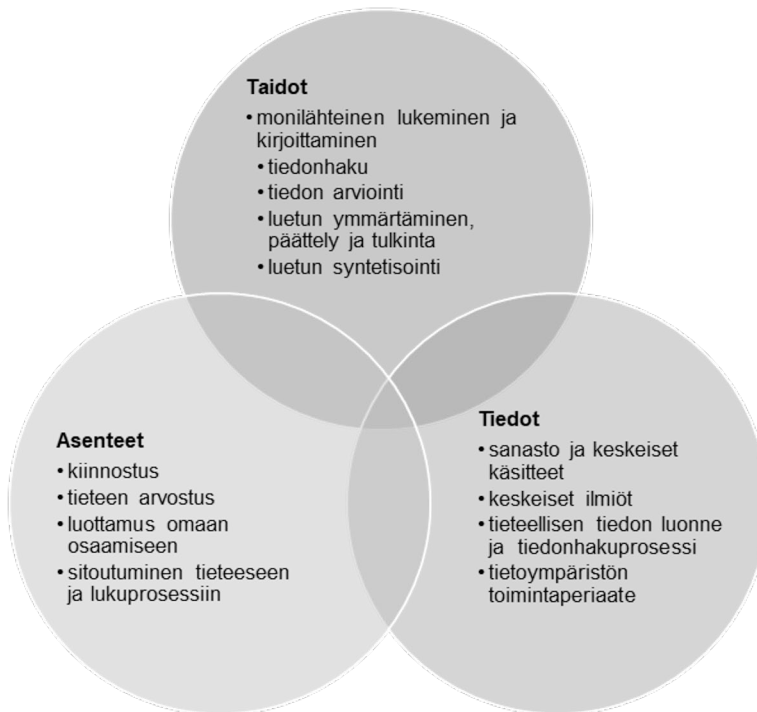 Taidot
• monilähteinen lukeminen ja
kirjoittaminen
• tiedonhaku
• tiedon arviointi
• luetun ymmärtäminen,
päättely ja tulkinta
• luetun syntetisointi
Asenteet
• kiinnostus
• tieteen arvostus
• luottamus omaan
osaamiseen
• sitoutuminen tieteeseen
ja lukuprosessiin
Tiedot
• sanasto ja keskeiset
käsitteet
• keskeiset ilmiöt
• tieteellisen tiedon luonne
ja tiedonhakuprosessi
• tietoympäristön
toimintaperiaate